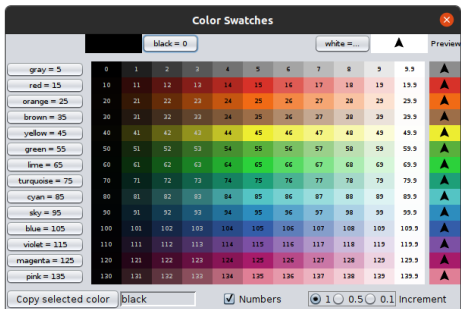 Color Swatches
black = 0 white =... Preview
gray = 5 0 1 2 3 4 5 6 7 8 9 9.9
red = 15 10 11 12 13 14 15 16 17 18 19 19.9
orange = 25 20 21 22 23 24 25 26 27 28 29 29.9
brown = 35 30 31 32 33 34 35 36 37 38 39 39.9
yellow = 45 40 41 42 43 44 45 46 47 48 49 49.9
green = 55 50 51 52 53 54 55 56 57 58 59 59.9
lime = 65 60 61 62 63 64 65 66 67 68 69 69.9
turquoise = 75 70 71 72 73 74 75 76 77 78 79 79.9
cyan = 85 80 81 82 83 84 85 86 87 88 89 89.9
sky = 95 90 91 92 93 94 95 96 97 98 99 99.9
blue = 105 100 101 102 103 104 105 106 107 108 109 109.9
violet = 115 110 111 112 113 114 115 116 117 118 119 119.9
magenta = 125 120 121 122 123 124 125 126 127 128 129 129.9
pink = 135 130 131 132 133 134 135 136 137 138 139 139.9
Copy selected color black Numbers 1 0.5 0.1 Increment